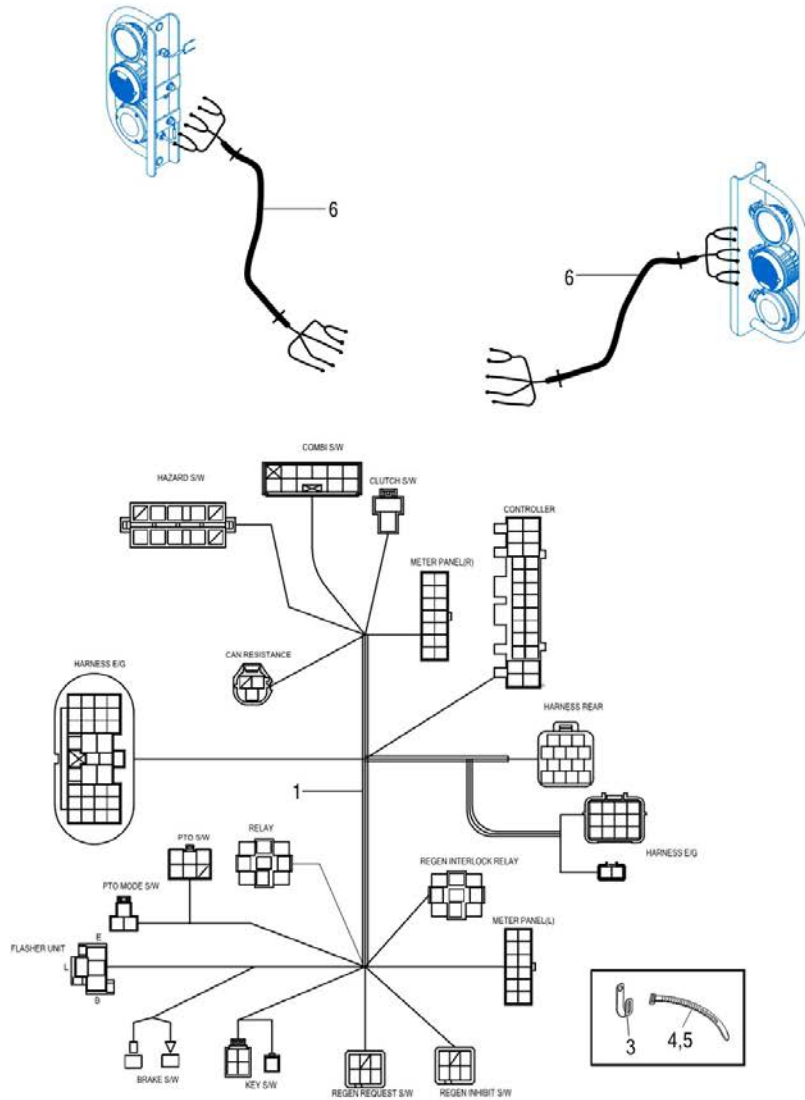 6
6
COMBI S/W
HAZARD S/W
CLUTCH S/W
CONTROLLER
METER PANEL(R)
CAN RESISTANCE
HARNESS E/G
HARNESS REAR
1
RELAY
PTO S/W
HARNESS E/G
REGEN INTERLOCK RELAY
PTO MODE S/W
METER PANEL(L)
E
FLASHER UNIT
L
B
3
4,5
BRAKE S/W
KEY S/W
REGEN REQUEST S/W
REGEN INHIBIT S/W